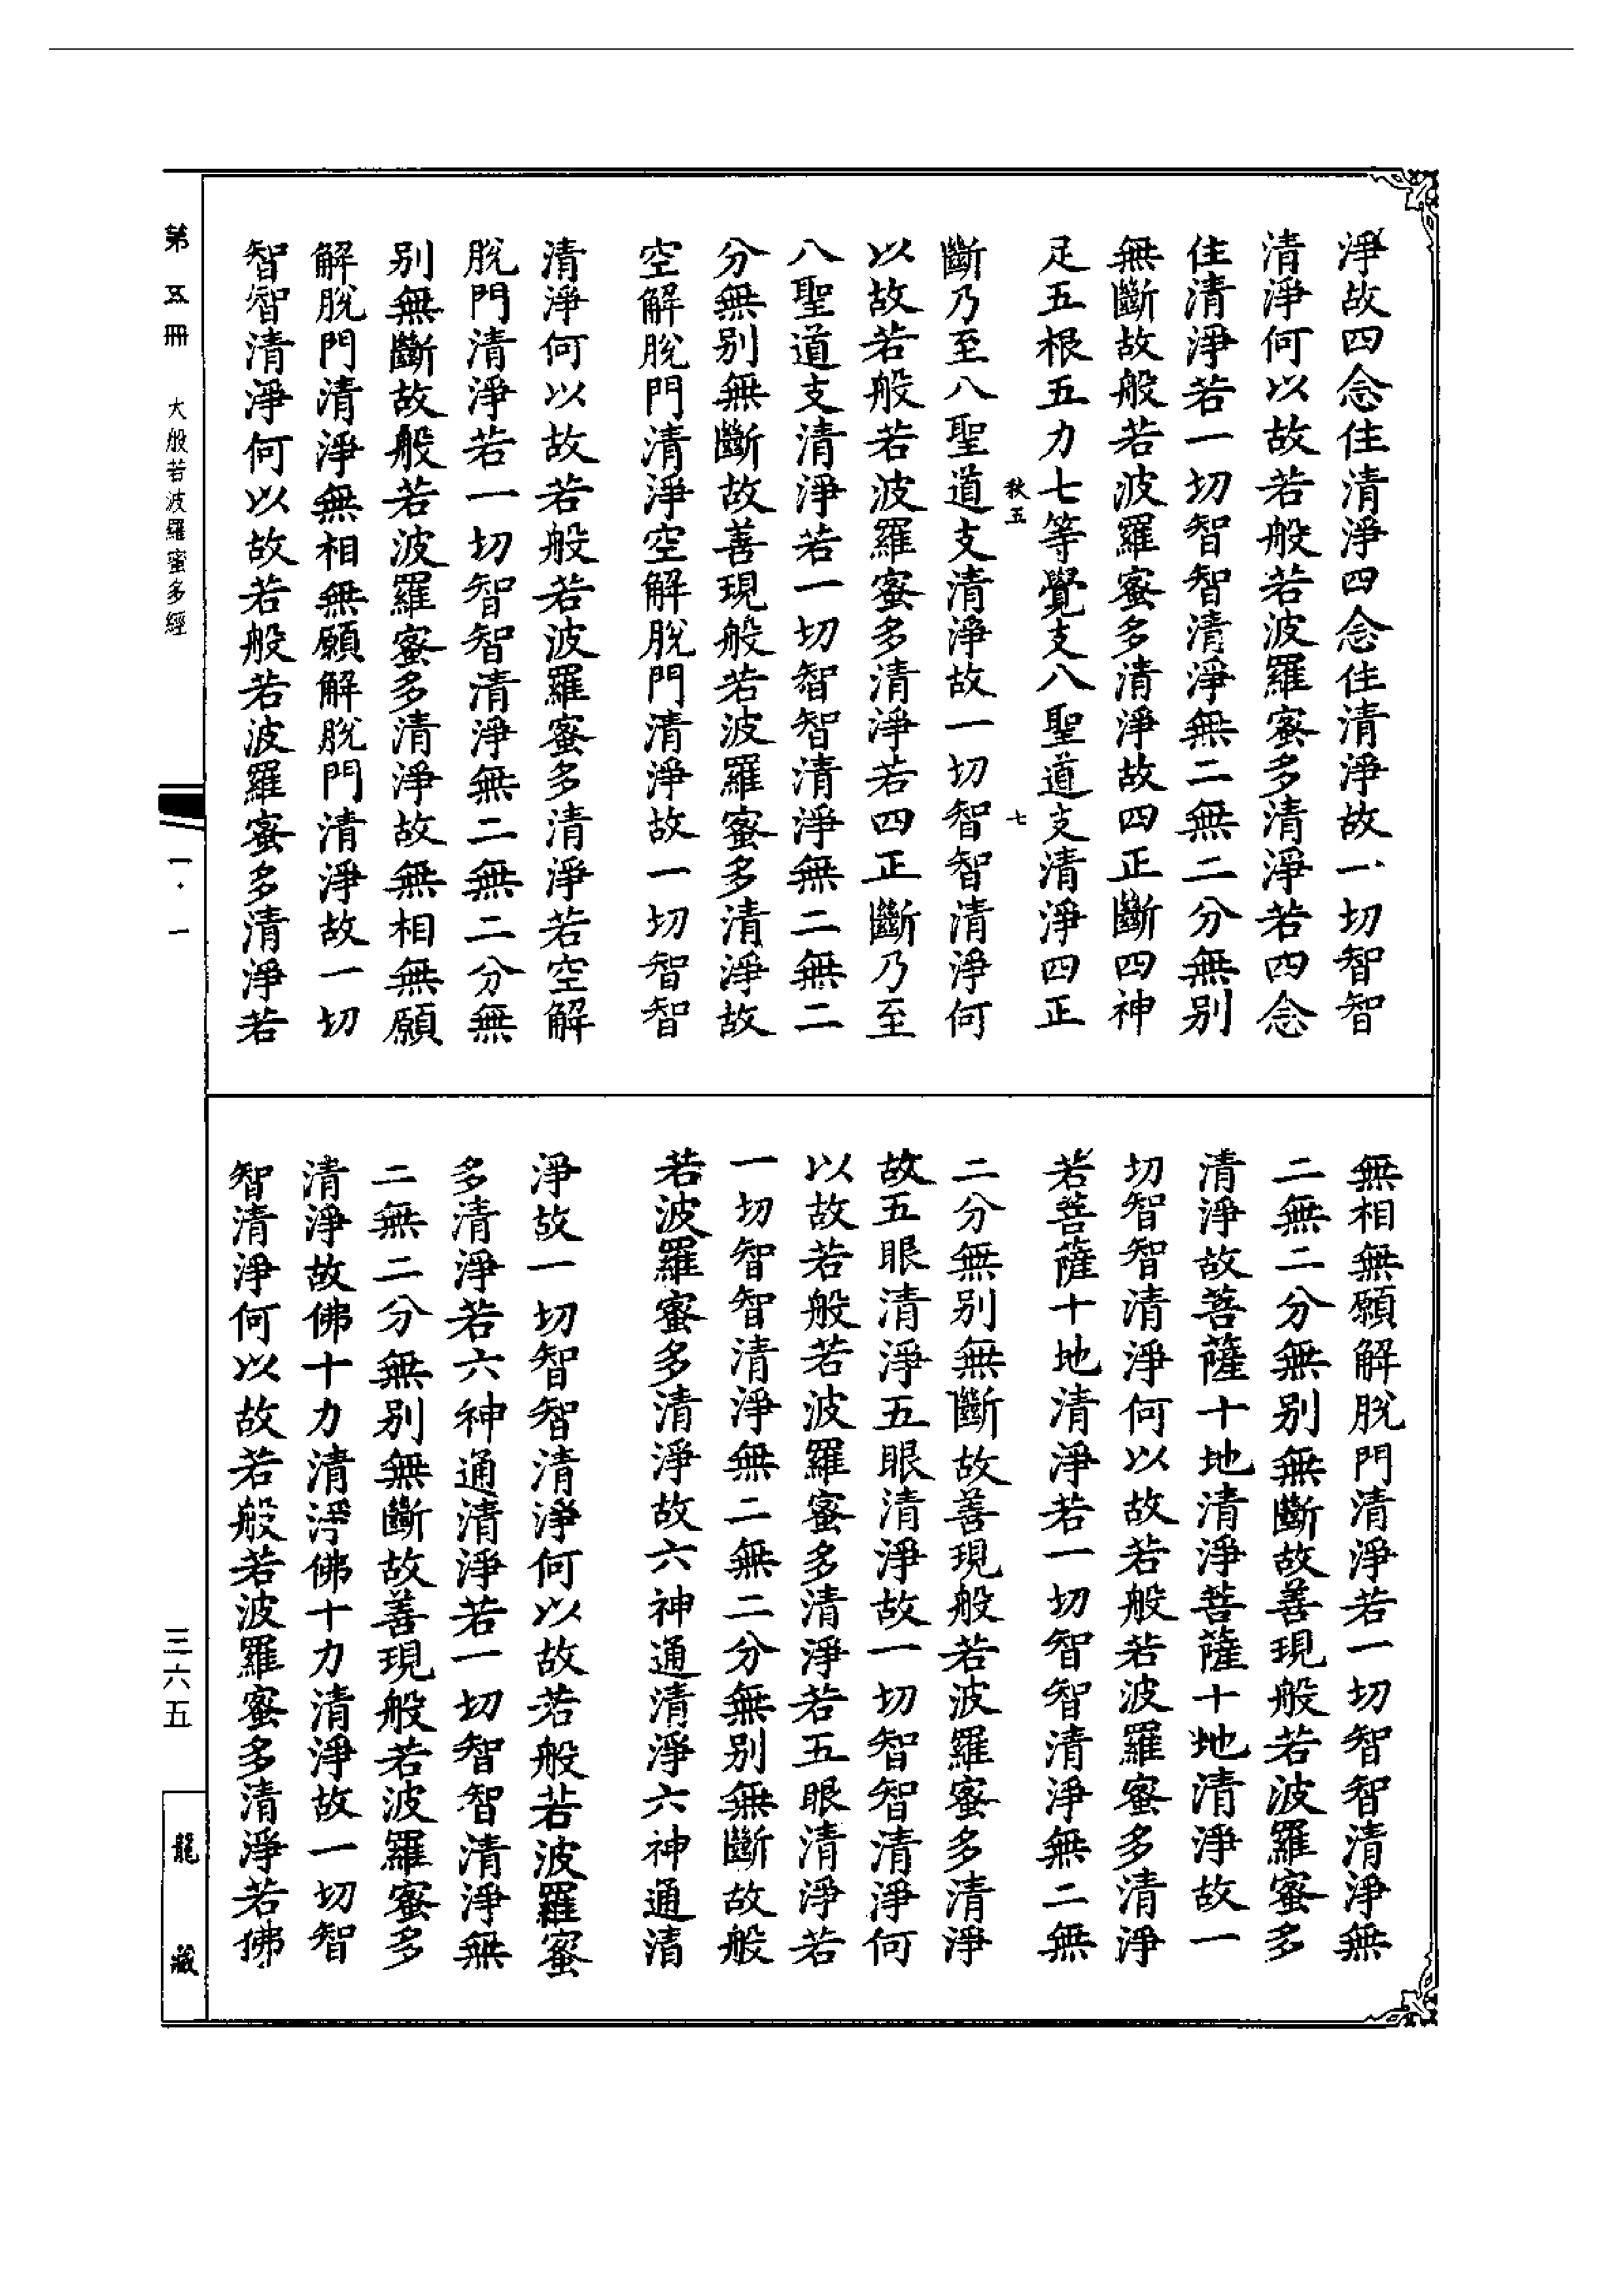 淨故四念住清淨四念住清淨故一切智智
清淨何以故若般若波羅蜜多清淨若四念
住清淨若一切智智清淨無二無二分無別
無斷故般若波羅蜜多清淨故四正斷四神
足五根五力七等覺支八聖道支清淨四正
秋五
七
斷乃至八聖道支清淨故一切智智清淨何
以故若般若波羅蜜多清淨若四正斷乃至
八聖道支清淨若一切智智清淨無二無二
分無別無斷故善現般若波羅蜜多清淨故
空解脫門清淨空解脫門清淨故一切智智
清淨何以故若般若波羅蜜多清淨若空解
脫門清淨若一切智智清淨無二無二分無
別無斷故般若波羅蜜多清淨故無相無願
解脫門清淨無相無願解脫門清淨故一切
智智清淨何以故若般若波羅蜜多清淨若
無相無願解脫門清淨若一切智智清淨無
二無二分無別無斷故善現般若波羅蜜多
清淨故菩薩十地清淨菩薩十地清淨故一
切智智清淨何以故若般若波羅蜜多清淨
若菩薩十地清淨若一切智智清淨無二無
二分無別無斷故善現般若波羅蜜多清淨
故五眼清淨五眼清淨故一切智智清淨何
以故若般若波羅蜜多清淨若五眼清淨若
一切智智清淨無二無二分無別無斷故般
若波羅蜜多清淨故六神通清淨六神通清
淨故一切智智清淨何以故若般若波羅蜜
多清淨若六神通清淨若一切智智清淨無
二無二分無別無斷故善現般若波羅蜜多
清淨故佛十力清淨佛十力清淨故一切智
智清淨何以故若般若波羅蜜多清淨若佛
第五冊 大般若波羅蜜多經
一·一
三六五
龍藏